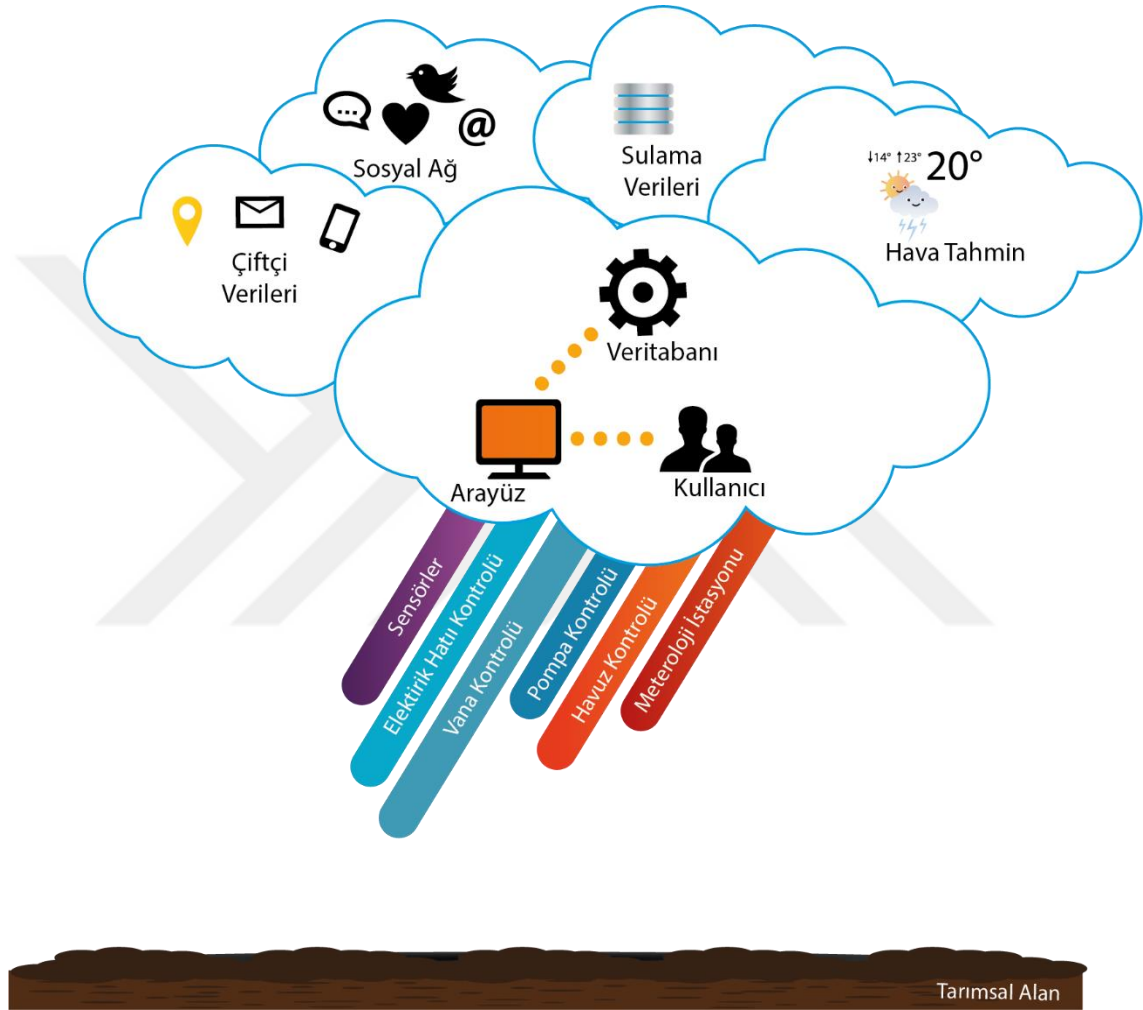 @
Sosyal Ağ
Sulama
Verileri
↓14° ↑23° 20°
Hava Tahmin
Çiftçi
Verileri
Veritabanı
Arayüz
Kullanıcı
Sensörler
Elektirik Hatıı Kontrolü
Vana Kontrolü
Pompa Kontrolü
Havuz Kontrolü
Meteroloji İstasyonu
Tarımsal Alan